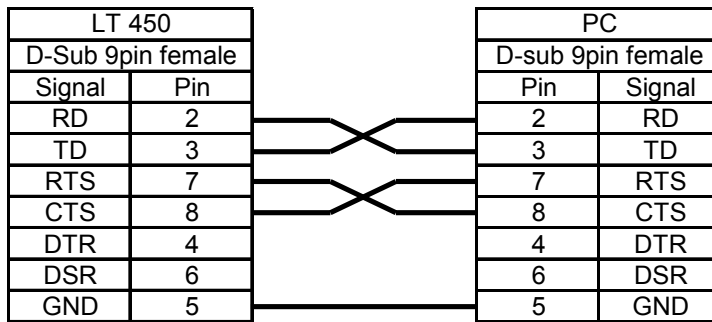 LT 450 PC
D-Sub 9pin female D-sub 9pin female
Signal Pin Pin Signal
RD 2 2 RD
TD 3 3 TD
RTS 7 7 RTS
CTS 8 8 CTS
DTR 4 4 DTR
DSR 6 6 DSR
GND 5 5 GND